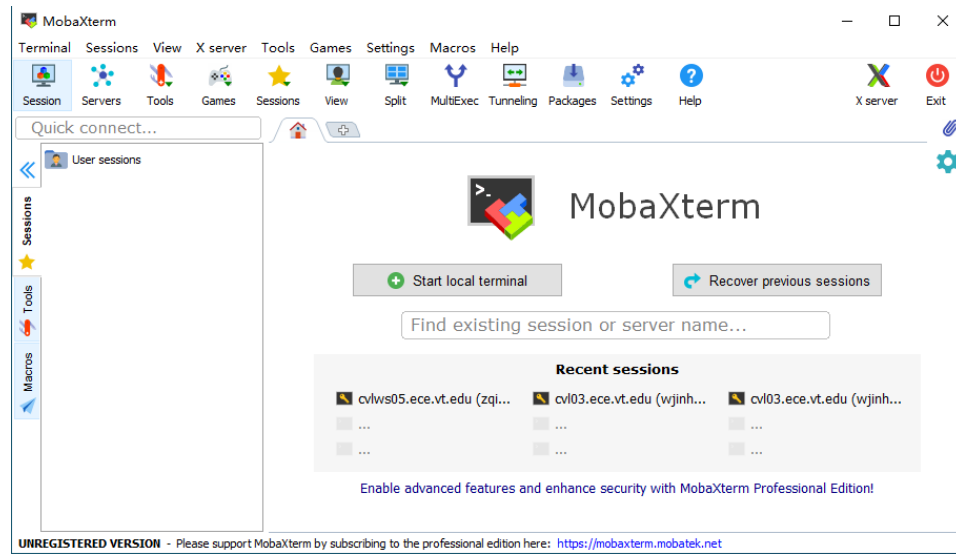 MobaXterm
Terminal Sessions View X server Tools Games Settings Macros Help
Session Servers Tools Games Sessions View Split MultiExec Tunneling Packages Settings Help X server Exit
Quick connect...
User sessions
Sessions
Tools
Macros
>_
MobaXterm
Start local terminal Recover previous sessions
Find existing session or server name...
Recent sessions
cvlws05.ece.vt.edu (zqi... cvl03.ece.vt.edu (wjinh... cvl03.ece.vt.edu (wjinh...
... ... ...
... ... ...
Enable advanced features and enhance security with MobaXterm Professional Edition!
UNREGISTERED VERSION - Please support MobaXterm by subscribing to the professional edition here: https://mobaxterm.mobatek.net